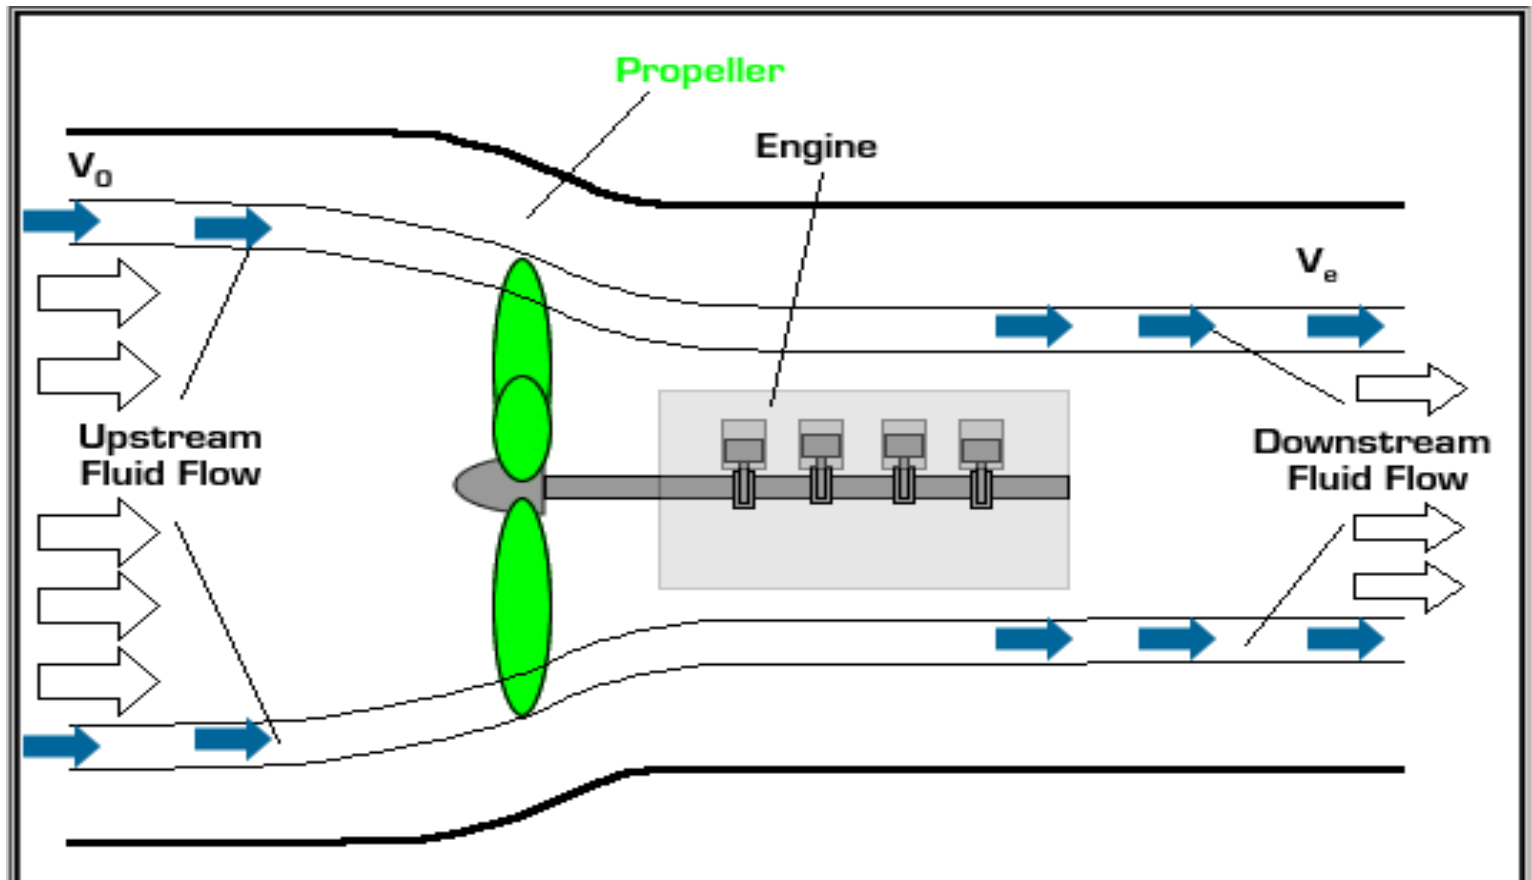 Propeller
Engine
V0
Ve
Upstream
Fluid Flow
Downstream
Fluid Flow